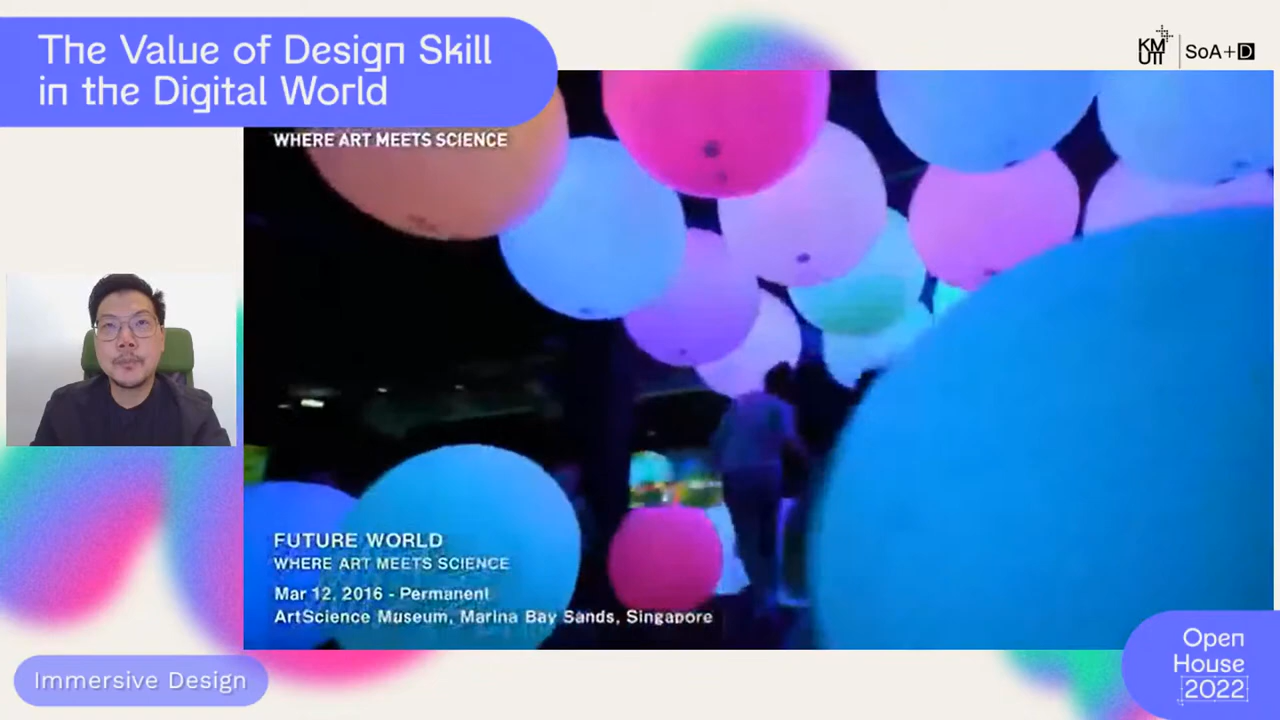 The Value of Design Skill
in the Digital World
KM
UTT
SoA+D
WHERE ART MEETS SCIENCE
FUTURE WORLD
WHERE ART MEETS SCIENCE
Mar 12, 2016 - Permanent
ArtScience Museum, Marina Bay Sands, Singapore
Immersive Design
Open
House
2022